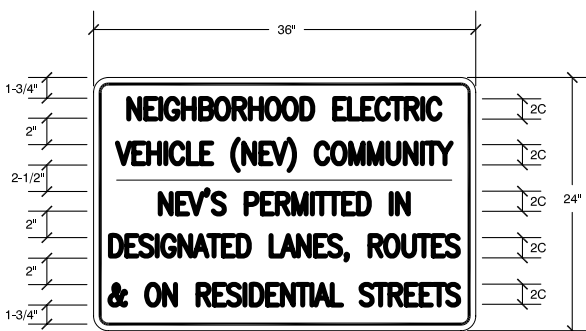 36"
1-3/4"
NEIGHBORHOOD ELECTRIC
2C
2"
VEHICLE (NEV) COMMUNITY
2C
2-1/2"
24"
NEV'S PERMITTED IN
2C
2"
DESIGNATED LANES, ROUTES
2C
2"
& ON RESIDENTIAL STREETS
2C
1-3/4"